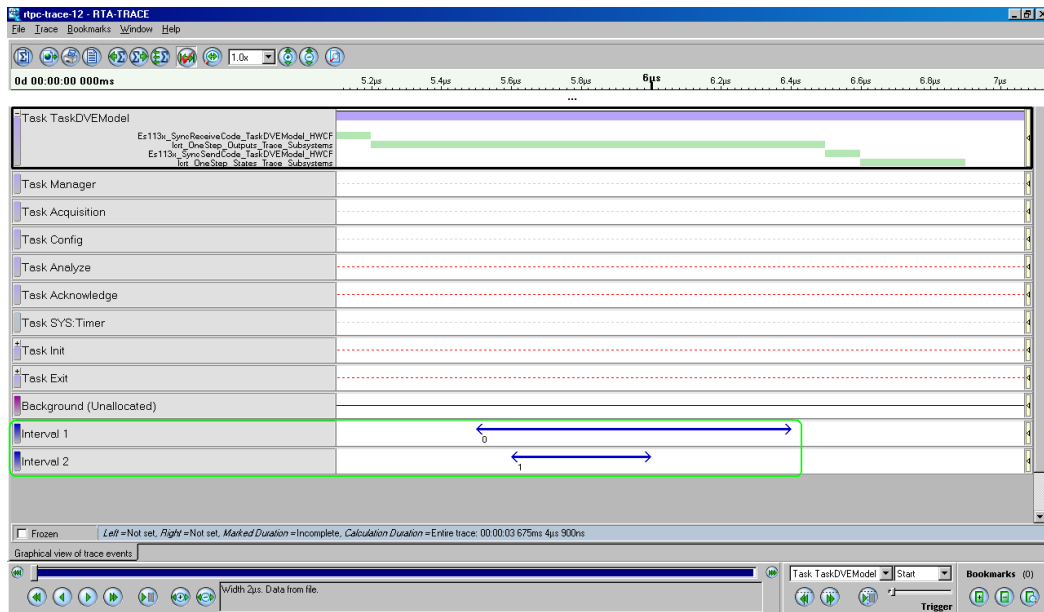 rtpc-trace-12 - RTA-TRACE
File Trace Bookmarks Window Help
1.0x
0d 00:00:00 000ms 5.2µs 5.4µs 5.6µs 5.8µs 6µs 6.2µs 6.4µs 6.6µs 6.8µs 7µs
...
Task TaskDVEModel
Es113x_SyncReceiveCode_TaskDVEModel_HWCF
lcrt_OneStep_Outputs_Trace_Subsystems
Es113x_SyncSendCode_TaskDVEModel_HWCF
lcrt_OneStep_States_Trace_Subsystems
Task Manager
Task Acquisition
Task Config
Task Analyze
Task Acknowledge
Task SYS:Timer
Task Init
Task Exit
Background (Unallocated)
Interval 1
0
Interval 2
1
Frozen Left =Not set, Right =Not set, Marked Duration =Incomplete, Calculation Duration =Entire trace: 00:00:03 675ms 4µs 900ns
Graphical view of trace events
Task TaskDVEModel Start Bookmarks (0)
Width 2µs. Data from file.
Trigger